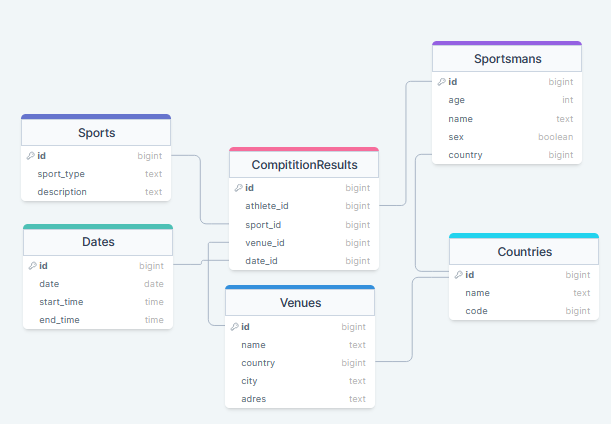 Sports
id bigint
sport_type text
description text
Dates
id bigint
date date
start_time time
end_time time
CompititionResults
id bigint
athlete_id bigint
sport_id bigint
venue_id bigint
date_id bigint
Venues
id bigint
name text
country bigint
city text
adres text
Sportsmans
id bigint
age int
name text
sex boolean
country bigint
Countries
id bigint
name text
code bigint